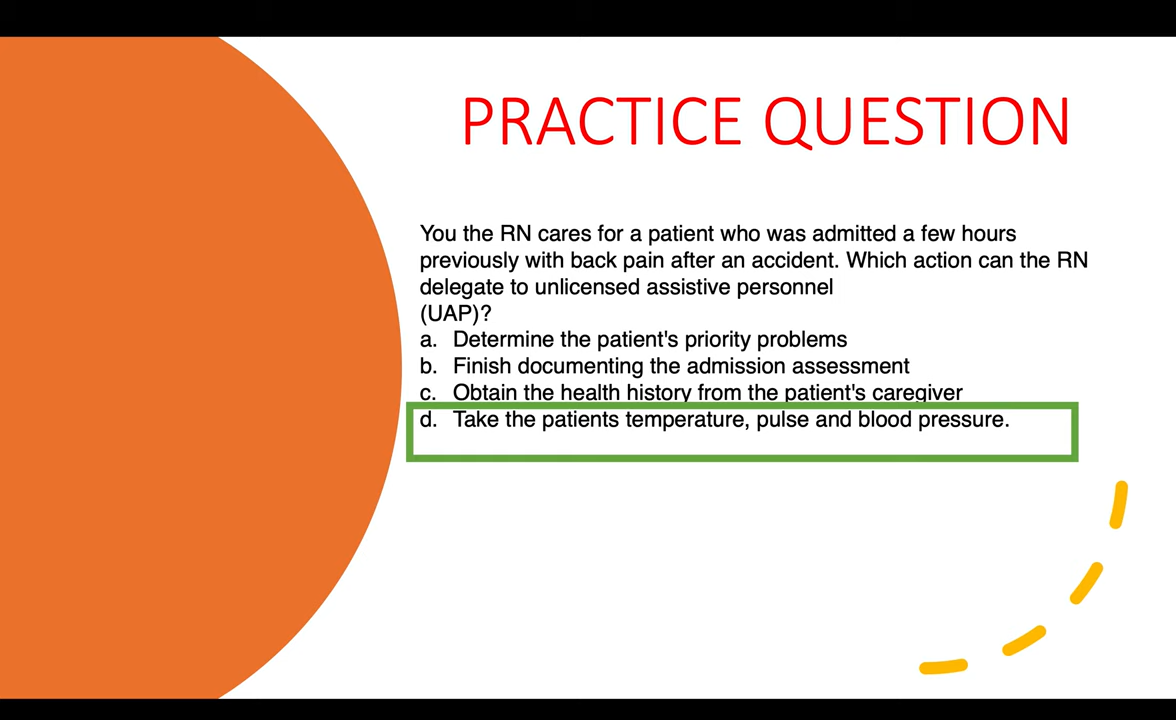 PRACTICE QUESTION
You the RN cares for a patient who was admitted a few hours
previously with back pain after an accident. Which action can the RN
delegate to unlicensed assistive personnel
(UAP)?
a. Determine the patient's priority problems
b. Finish documenting the admission assessment
c. Obtain the health history from the patient's caregiver
d. Take the patients temperature, pulse and blood pressure.